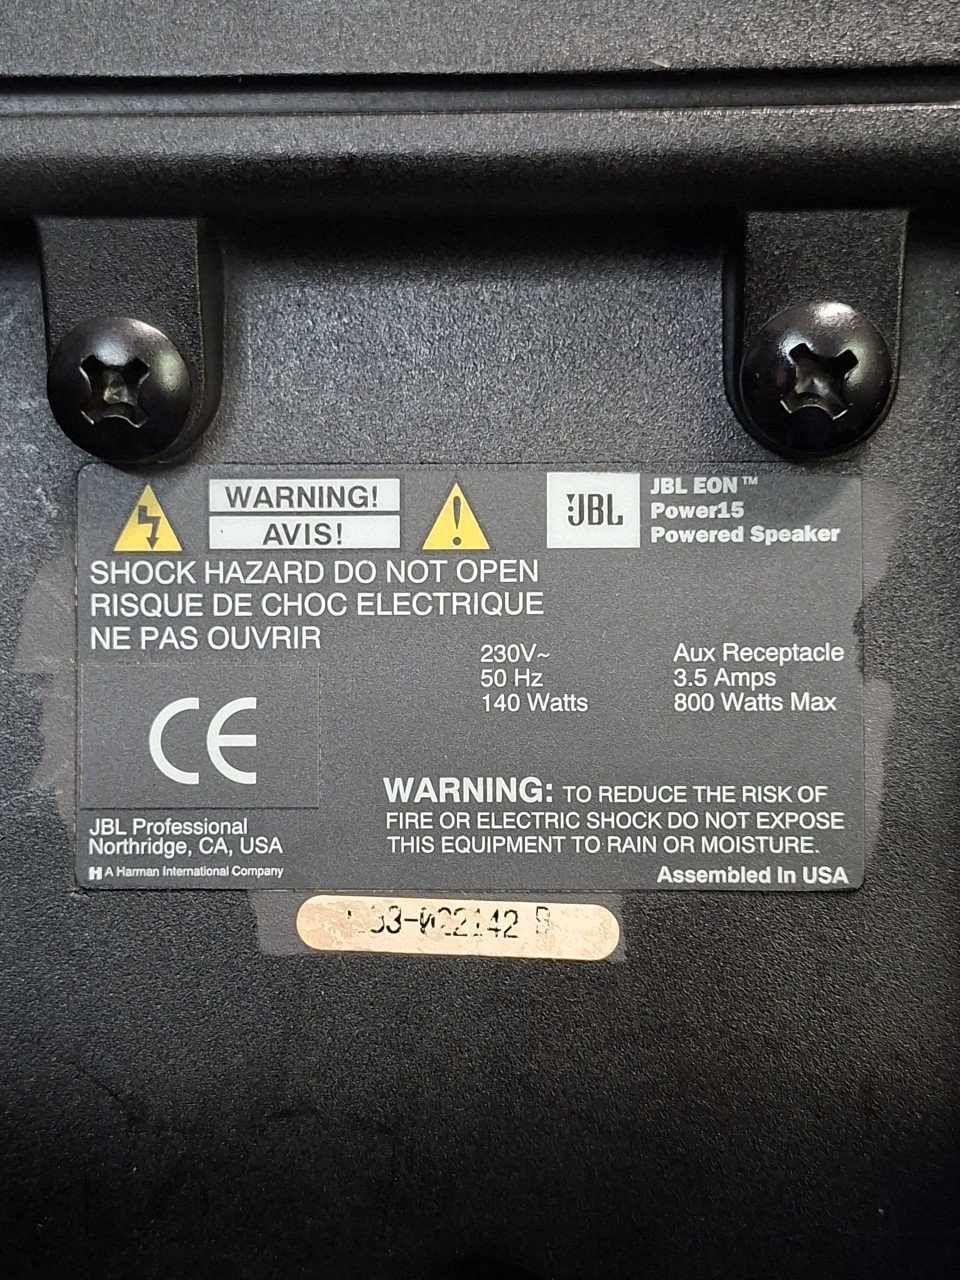 WARNING!
AVIS!
SHOCK HAZARD DO NOT OPEN
RISQUE DE CHOC ELECTRIQUE
NE PAS OUVRIR
JBL
JBL EON™
Power15
Powered Speaker
230V~
50 Hz
140 Watts
Aux Receptacle
3.5 Amps
800 Watts Max
CE
WARNING: TO REDUCE THE RISK OF
FIRE OR ELECTRIC SHOCK DO NOT EXPOSE
THIS EQUIPMENT TO RAIN OR MOISTURE.
JBL Professional
Northridge, CA, USA
H A Harman International Company
Assembled In USA